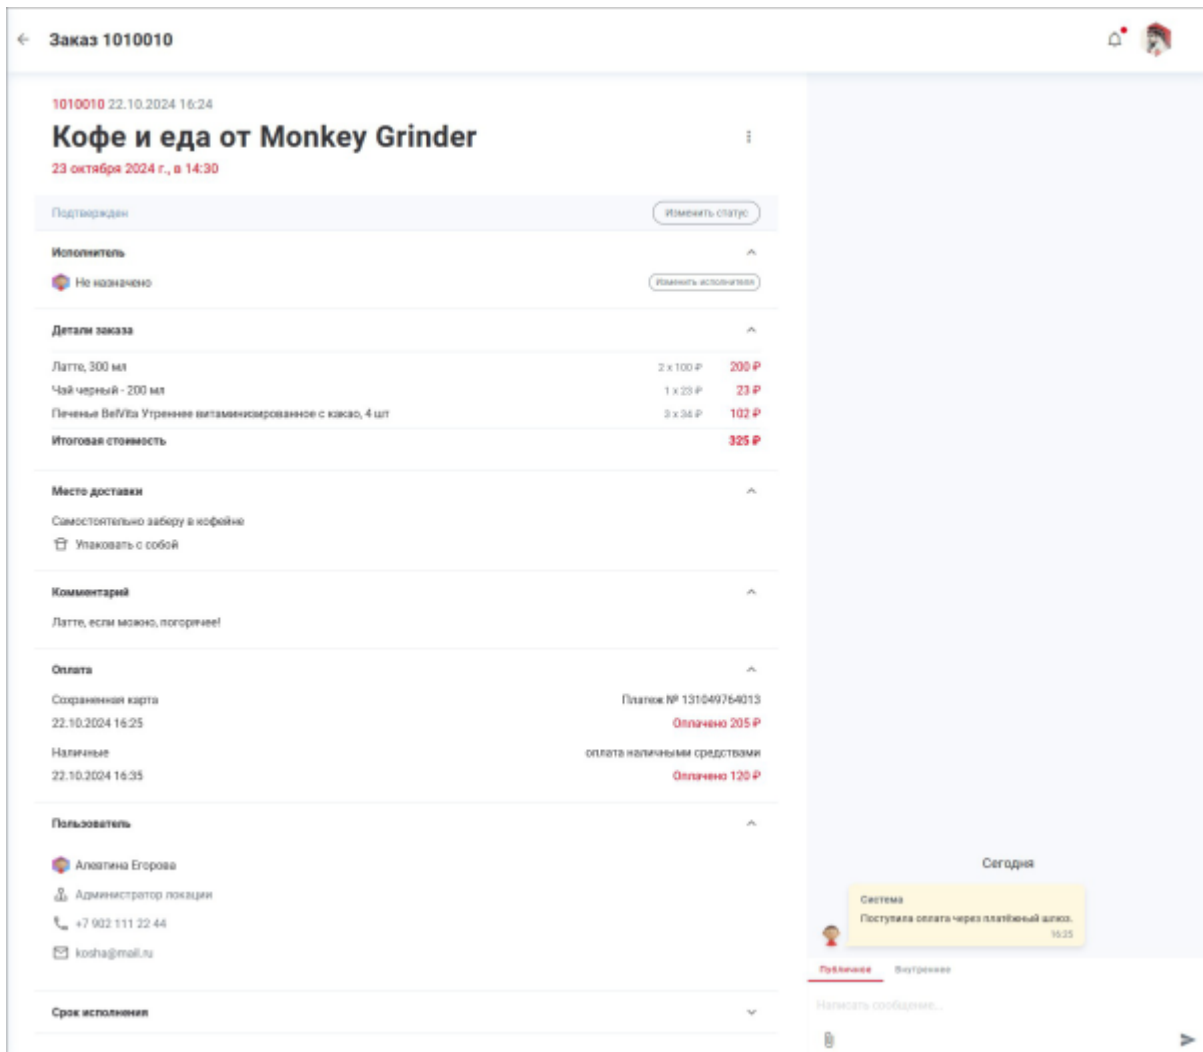 Заказ 1010010
1010010 22.10.2024 16:24
Кофе и еда от Monkey Grinder
23 октября 2024 г., в 14:30
Подтвержден
Изменить статус
Исполнитель
Не назначено
Изменить исполнителя
Детали заказа
Латте, 300 мл 2 x 100 ₽ 200 ₽
Чай черный - 200 мл 1 x 23 ₽ 23 ₽
Печенье BelVita Утреннее витаминизированное с какао, 4 шт 3 x 34 ₽ 102 ₽
Итоговая стоимость 325 ₽
Место доставки
Самостоятельно заберу в кофейне
Упаковать с собой
Комментарий
Латте, если можно, погорячее!
Оплата
Сохраненная карта Платеж № 131049764013
22.10.2024 16:25 Оплачено 205 ₽
Наличные оплата наличными средствами
22.10.2024 16:35 Оплачено 120 ₽
Пользователь
Алевтина Егорова
Администратор локации
+7 902 111 22 44
kosha@mail.ru
Срок исполнения
Сегодня
Система
Поступила оплата через платёжный шлюз.
16:25
Публичное Внутреннее
Написать сообщение...